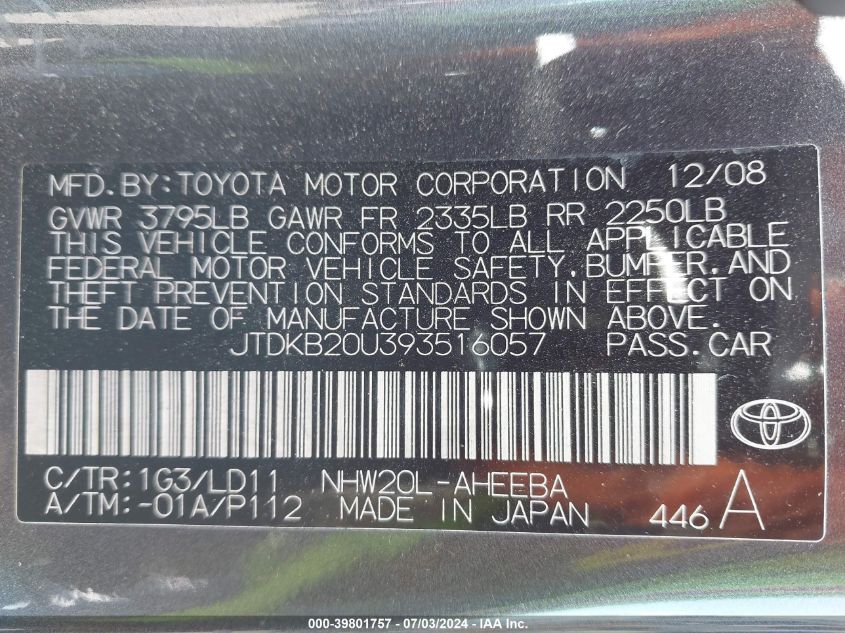 MFD.BY:TOYOTA MOTOR CORPORATION 12/08
GVWR 3795LB GAWR FR 2335LB RR 2250LB
THIS VEHICLE CONFORMS TO ALL APPLICABLE
FEDERAL MOTOR VEHICLE SAFETY,BUMPER,AND
THEFT PREVENTION STANDARDS IN EFFECT ON
THE DATE OF MANUFACTURE SHOWN ABOVE.
JTDKB20U393516057 PASS.CAR
C/TR:1G3/LD11 NHW20L-AHEEBA
A/TM:-01A/P112 MADE IN JAPAN 446 A
000-39801757 - 07/03/2024 - IAA Inc.